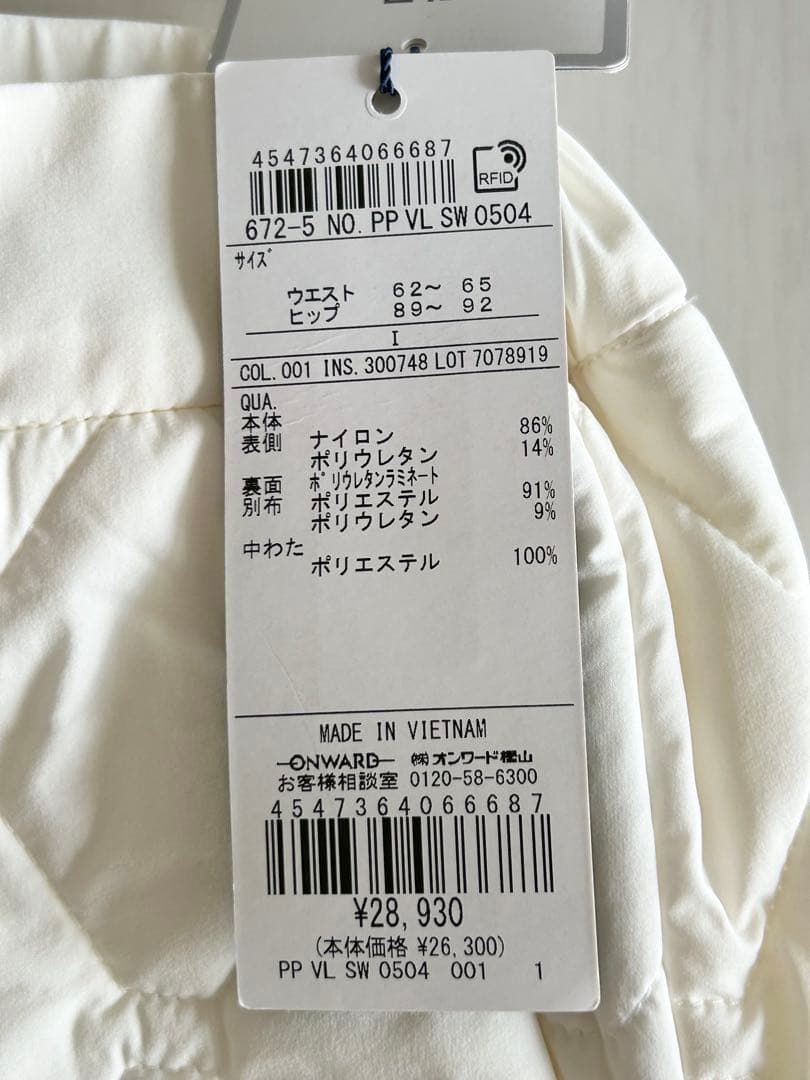 4547364066687
RFID
672-5 NO. PP VL SW 0504
ｻｲｽﾞ
ウエスト 62〜 65
ヒップ 89〜 92
I
COL. 001 INS. 300748 LOT 7078919
QUA.
本体
表側 ナイロン 86%
ポリウレタン 14%
裏面 ﾎﾟﾘｳﾚﾀﾝﾗﾐﾈｰﾄ
別布 ポリエステル 91%
ポリウレタン 9%
中わた ポリエステル 100%
MADE IN VIETNAM
ONWARD ㈱オンワード樫山
お客様相談室 0120-58-6300
4547364066687
¥28,930
(本体価格 ¥26,300)
PP VL SW 0504 001 1